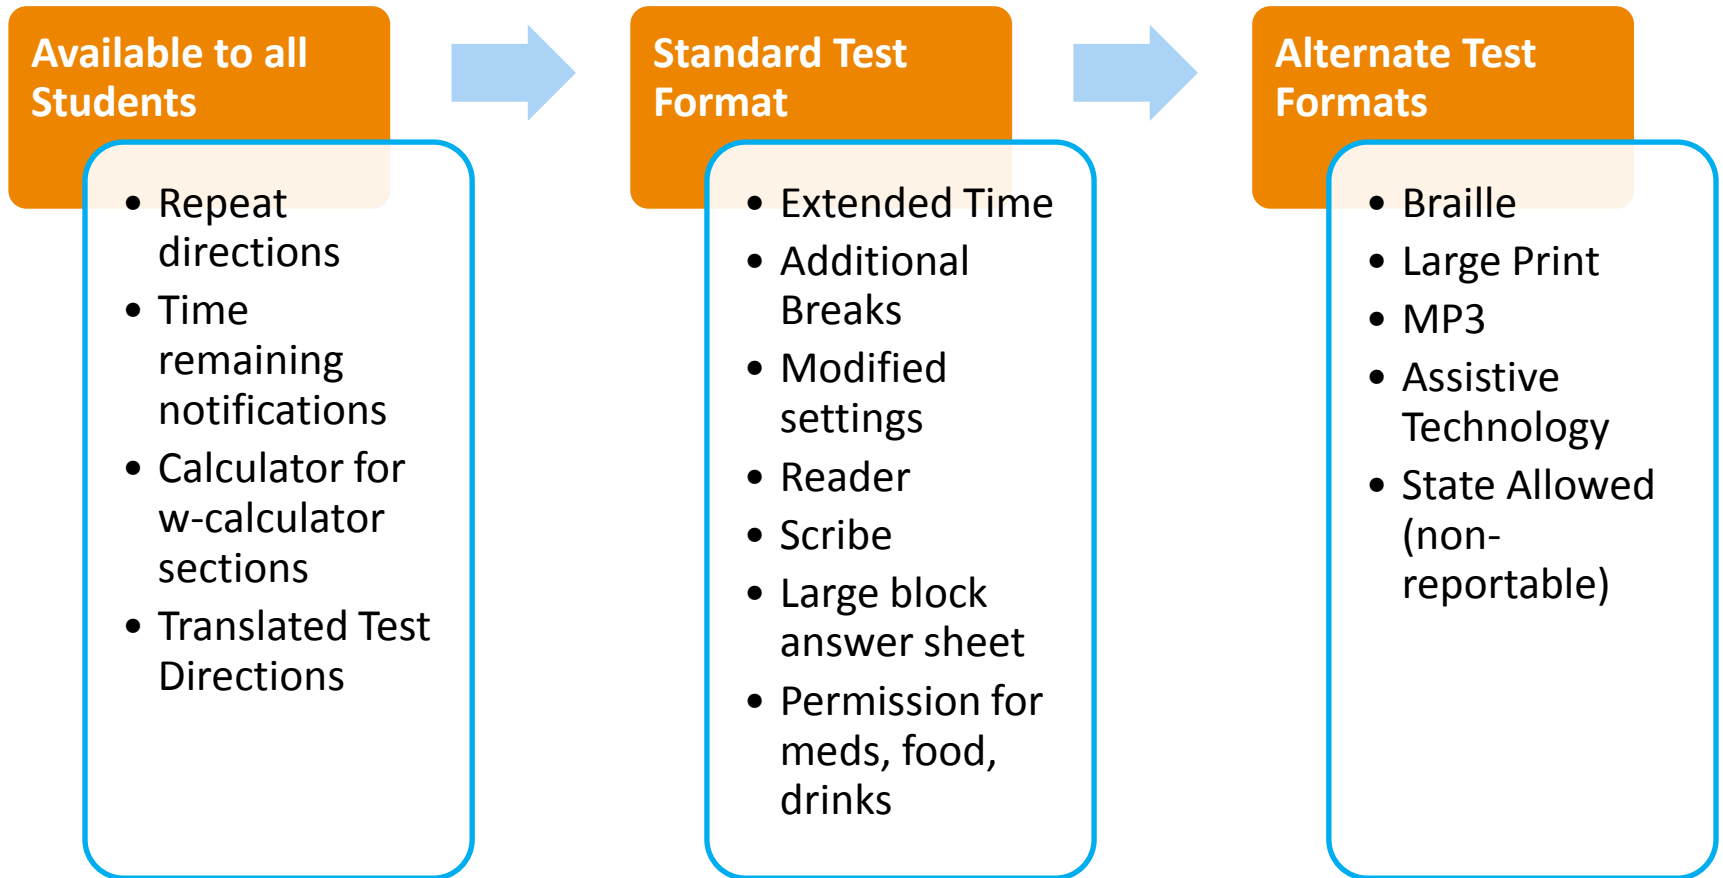 Available to all
Students
• Repeat
directions
• Time
remaining
notifications
• Calculator for
w-calculator
sections
• Translated Test
Directions
Standard Test
Format
• Extended Time
• Additional
Breaks
• Modified
settings
• Reader
• Scribe
• Large block
answer sheet
• Permission for
meds, food,
drinks
Alternate Test
Formats
• Braille
• Large Print
• MP3
• Assistive
Technology
• State Allowed
(non-
reportable)